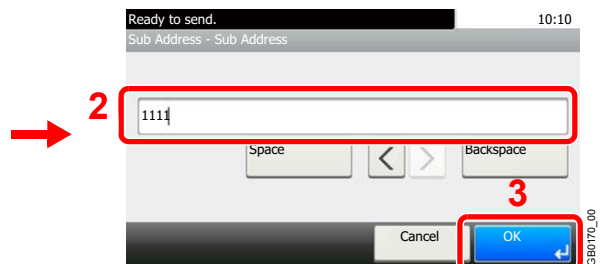 Ready to send. 10:10
Sub Address - Sub Address
2
1111
Space < > Backspace
3
Cancel OK
GB0170_00